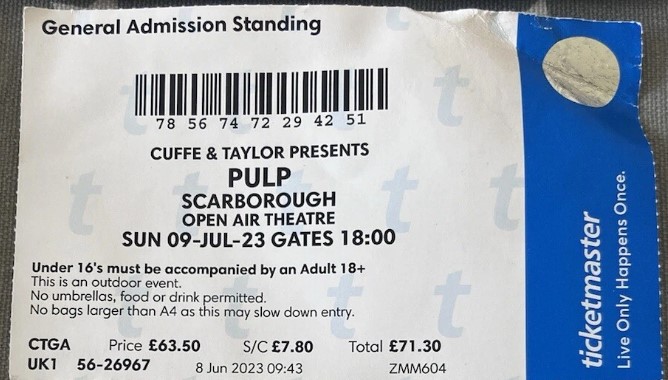 General Admission Standing
78 56 74 72 29 42 51
CUFFE & TAYLOR PRESENTS
PULP
SCARBOROUGH
OPEN AIR THEATRE
SUN 09-JUL-23 GATES 18:00
Under 16's must be accompanied by an Adult 18+
This is an outdoor event.
No umbrellas, food or drink permitted.
No bags larger than A4 as this may slow down entry.
CTGA Price £63.50 S/C £7.80 Total £71.30
UK1 56-26967 8 Jun 2023 09:43 ZMM604
ticketmaster
Live Only Happens Once.